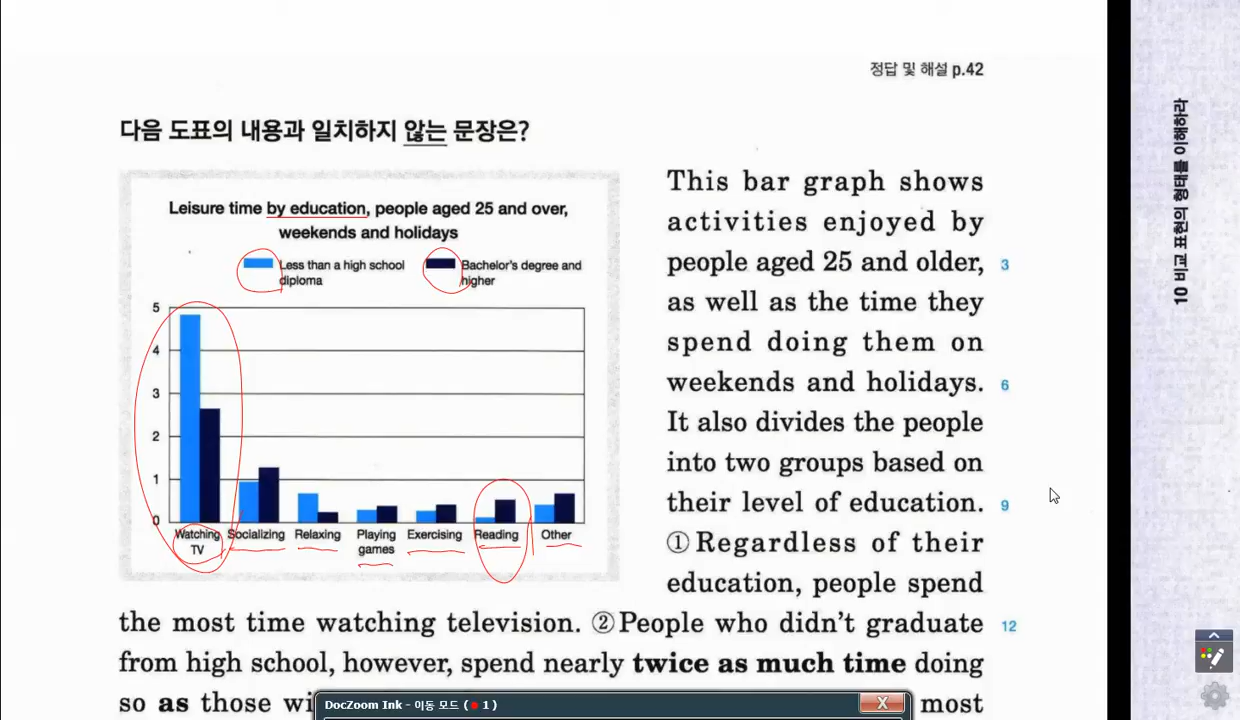 정답 및 해설 p.42
다음 도표의 내용과 일치하지 않는 문장은?
Leisure time by education, people aged 25 and over,
weekends and holidays
Less than a high school
diploma
Bachelor's degree and
higher
5
4
3
2
1
0
Watching
TV
Socializing
Relaxing
Playing
games
Exercising
Reading
Other
This bar graph shows
activities enjoyed by
people aged 25 and older, 3
as well as the time they
spend doing them on
weekends and holidays. 6
It also divides the people
into two groups based on
their level of education. 9
① Regardless of their
education, people spend
the most time watching television. ② People who didn't graduate 12
from high school, however, spend nearly twice as much time doing
so as those wi
most
DocZoom Ink - 이동 모드 ( 1 )
X
10 비교 표현의 형태를 이해하라